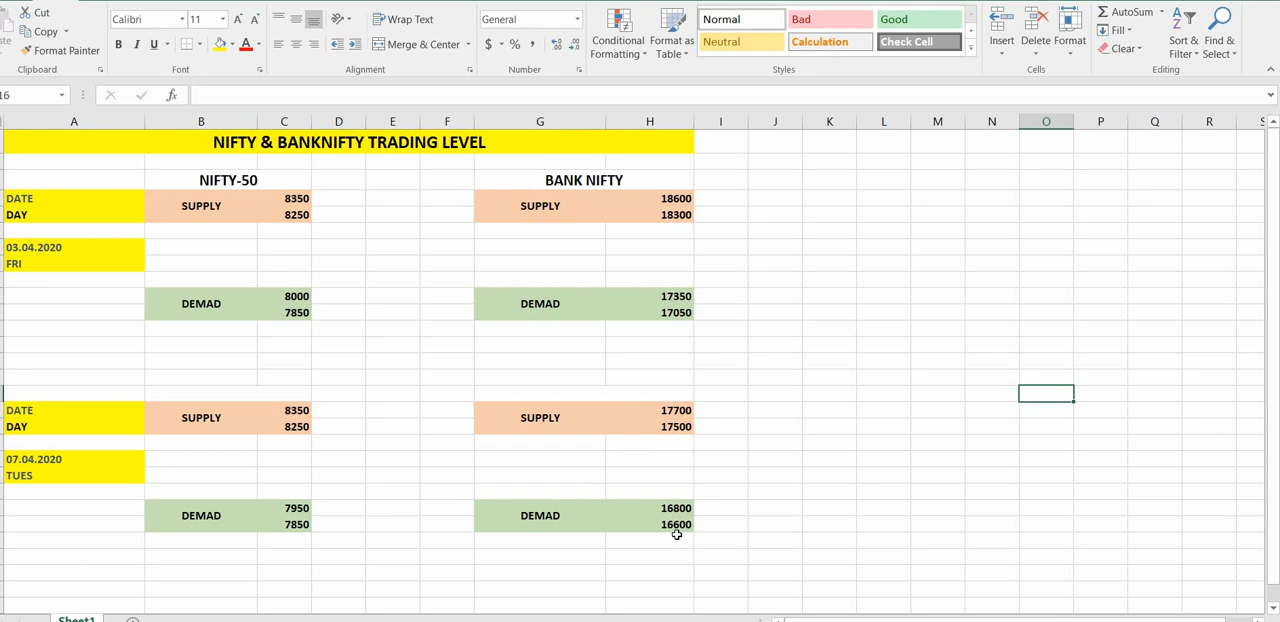 Cut
Copy
Format Painter
Clipboard
Calibri 11 A A
B I U A
Font
Wrap Text
Merge & Center
Alignment
General
$ % ,
Number
Conditional Formatting
Format as Table
Normal Bad Good
Neutral Calculation Check Cell
Styles
Insert Delete Format
Cells
AutoSum
Fill
Clear
Sort & Filter
Find & Select
Editing
16 fx
A B C D E F G H I J K L M N O P Q R S
NIFTY & BANKNIFTY TRADING LEVEL
NIFTY-50 BANK NIFTY
DATE SUPPLY 8350 SUPPLY 18600
DAY 8250 18300
03.04.2020
FRI
DEMAD 8000 DEMAD 17350
7850 17050
DATE SUPPLY 8350 SUPPLY 17700
DAY 8250 17500
07.04.2020
TUES
DEMAD 7950 DEMAD 16800
7850 16600
Sheet1